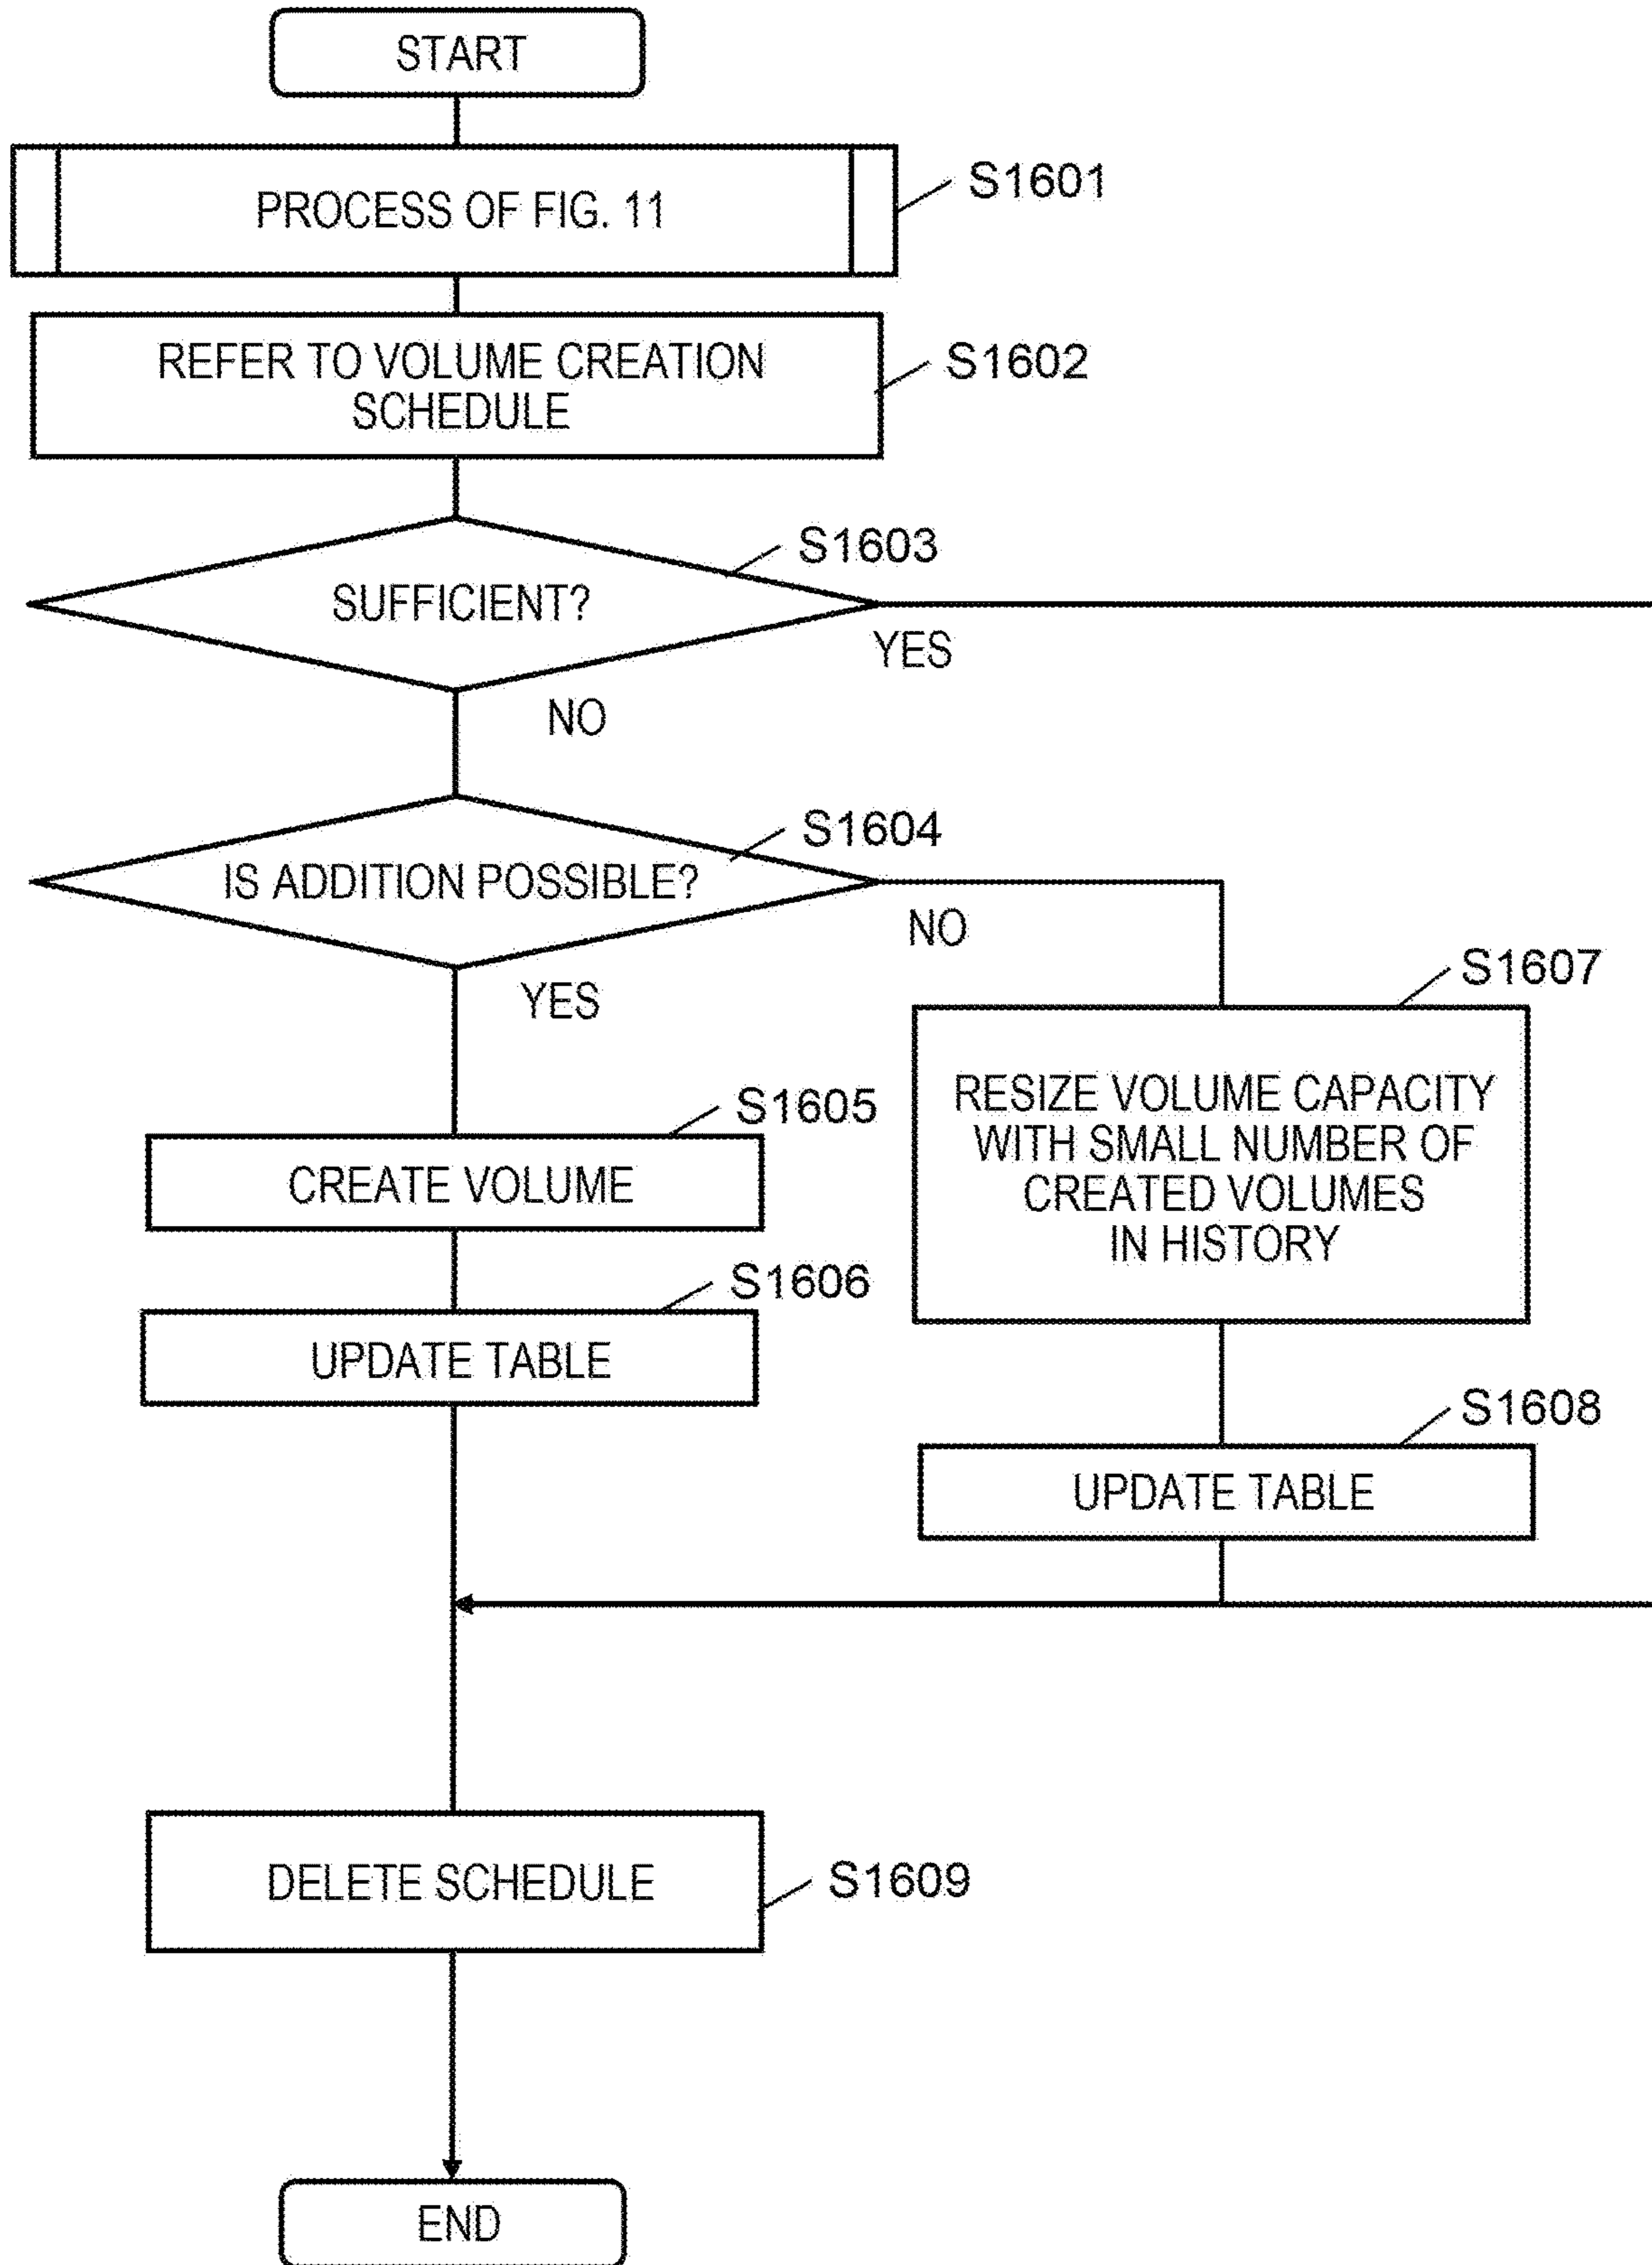 START
PROCESS OF FIG. 11
S1601
REFER TO VOLUME CREATION
SCHEDULE
S1602
S1603
SUFFICIENT?
YES
NO
S1604
IS ADDITION POSSIBLE?
NO
YES
S1607
RESIZE VOLUME CAPACITY
WITH SMALL NUMBER OF
CREATED VOLUMES
IN HISTORY
S1605
CREATE VOLUME
S1606
UPDATE TABLE
S1608
UPDATE TABLE
DELETE SCHEDULE
S1609
END